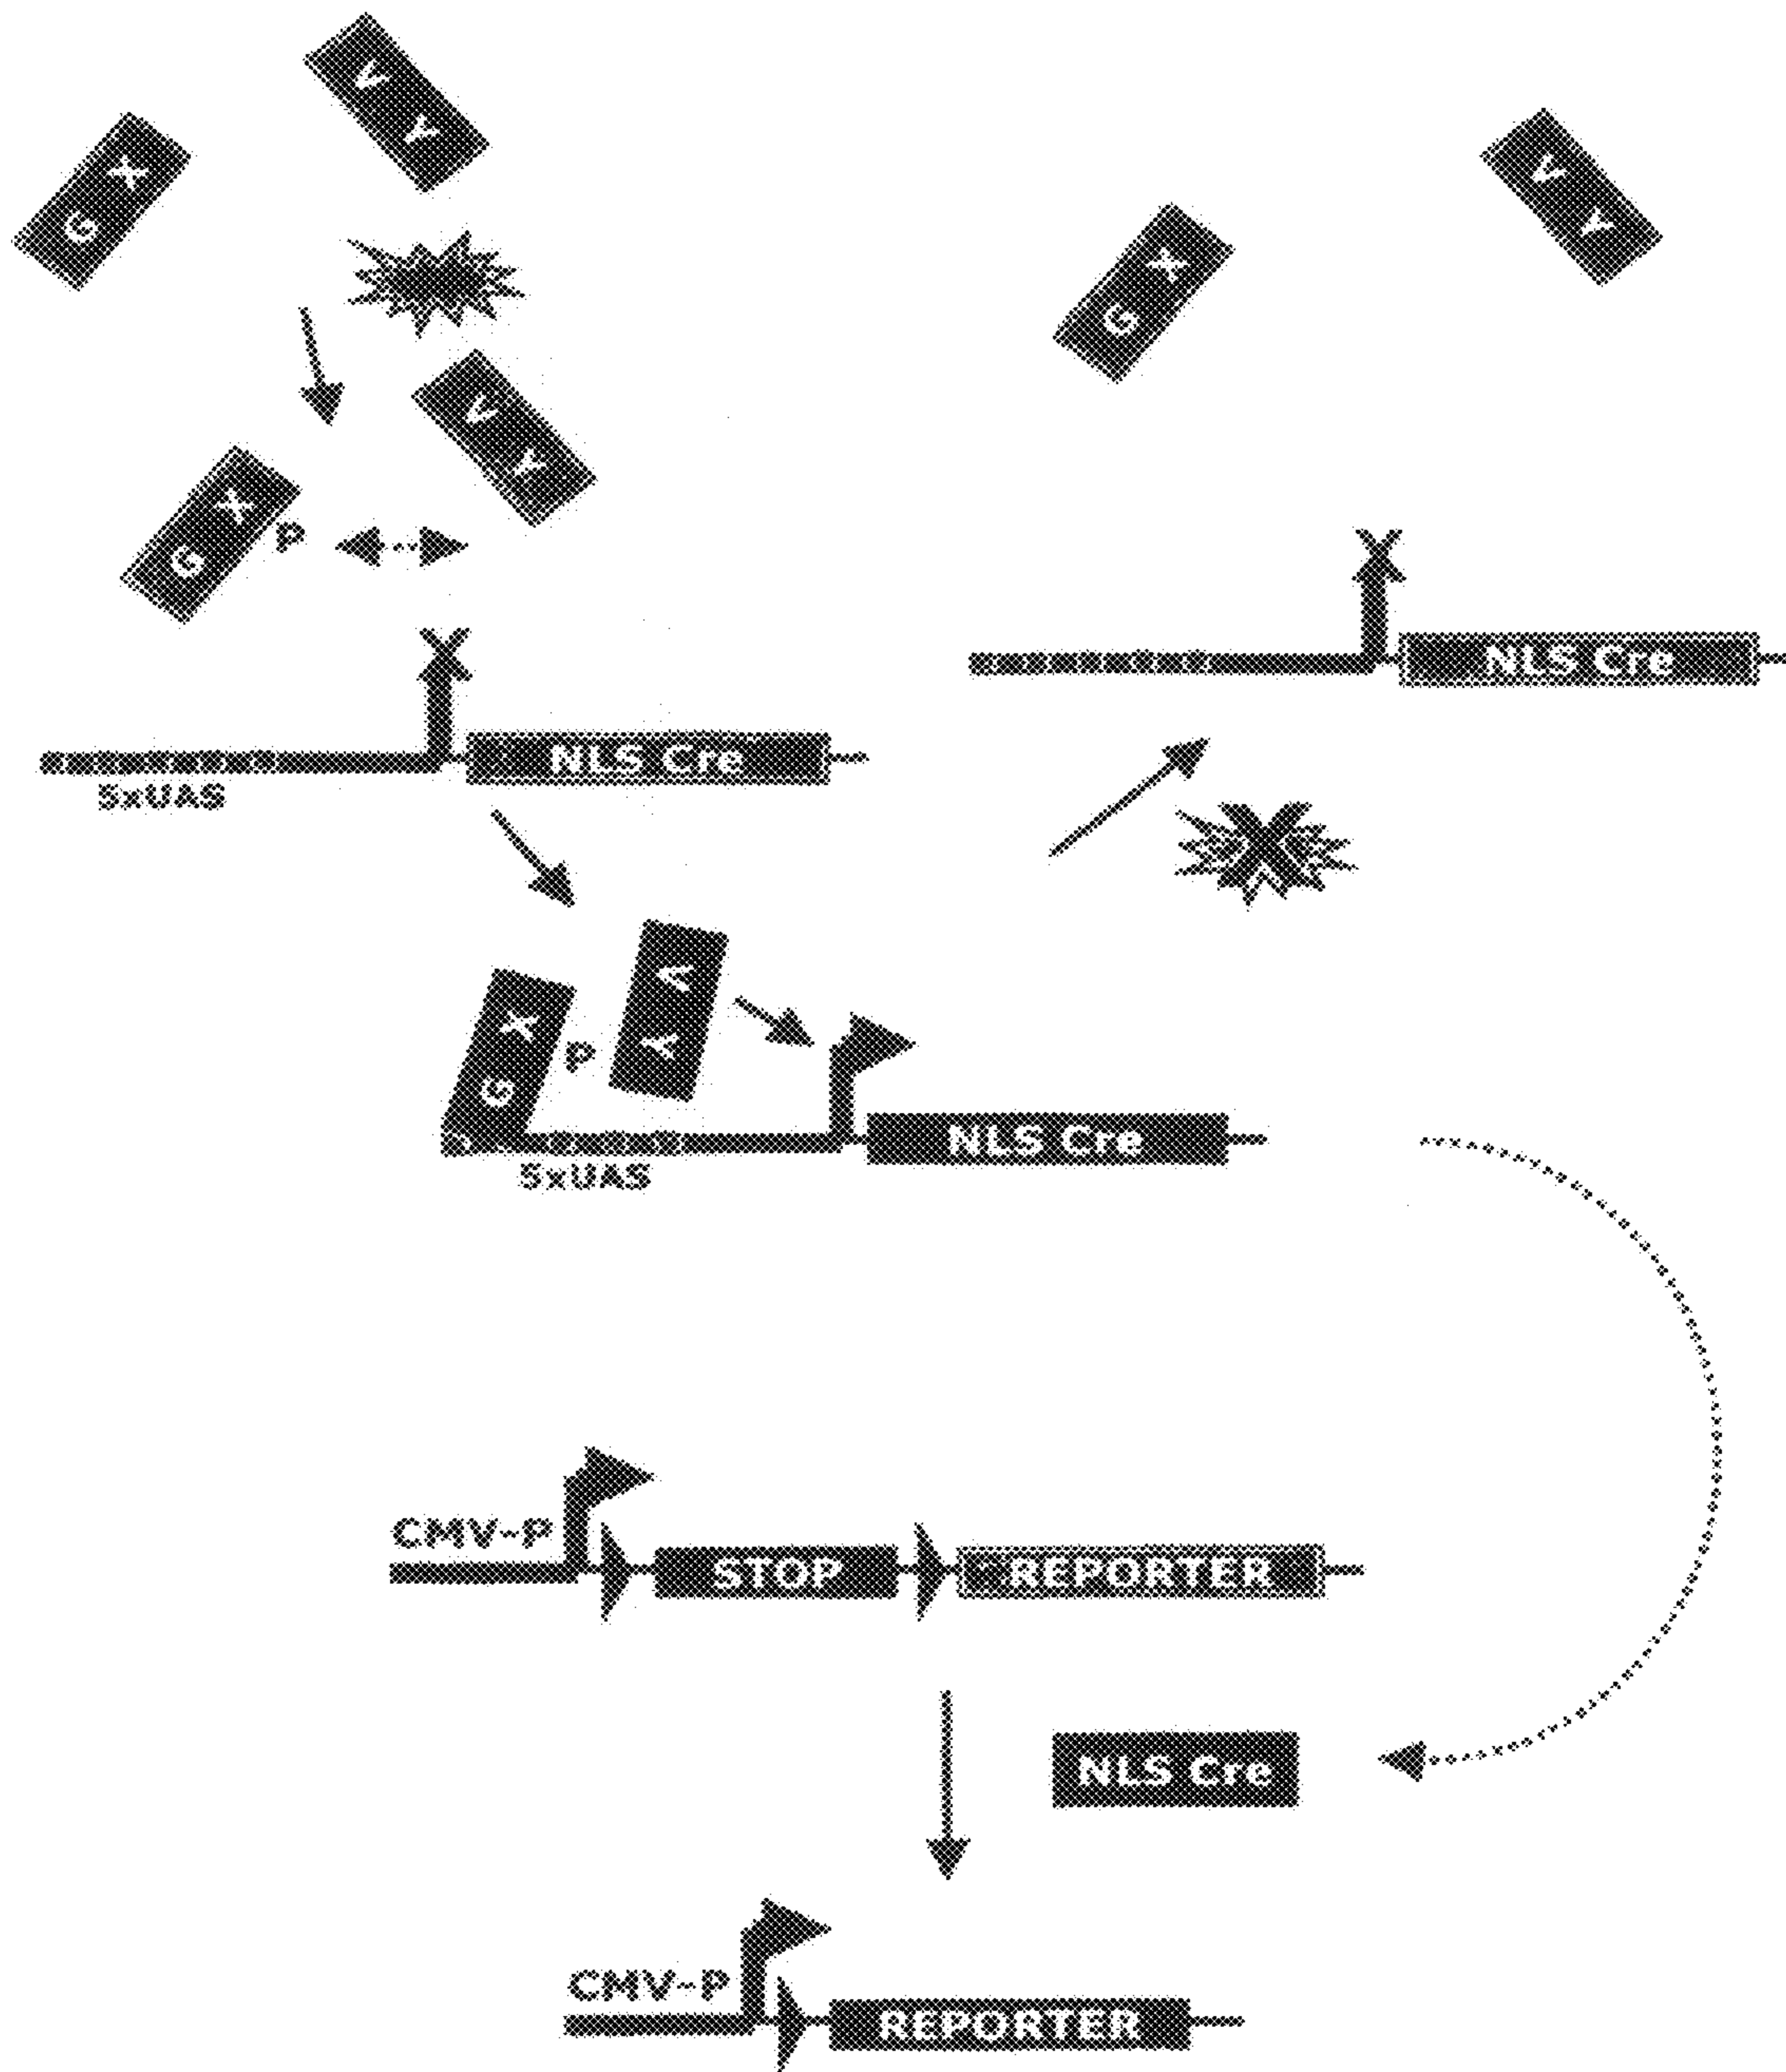 V Y
G X
V Y
G X
V Y
G X P
X
X
NLS Cre
NLS Cre
5xUAS
X
V Y
G X P
NLS Cre
5xUAS
CMV-P
STOP
REPORTER
NLS Cre
CMV-P
REPORTER